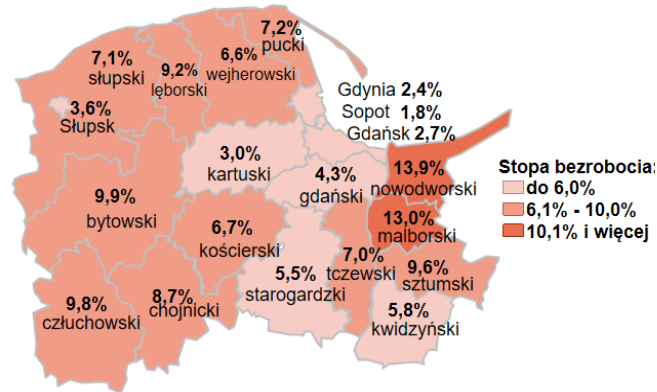 7,2%
pucki
7,1%
słupski
9,2%
lęborski
6,6%
wejherowski
3,6%
Słupsk
Gdynia 2,4%
Sopot 1,8%
Gdańsk 2,7%
3,0%
kartuski
4,3%
gdański
13,9%
nowodworski
Stopa bezrobocia:
do 6,0%
6,1% - 10,0%
10,1% i więcej
9,9%
bytowski
6,7%
kościerski
13,0%
malborski
7,0%
tczewski
9,6%
sztumski
5,5%
starogardzki
9,8%
człuchowski
8,7%
chojnicki
5,8%
kwidzyński